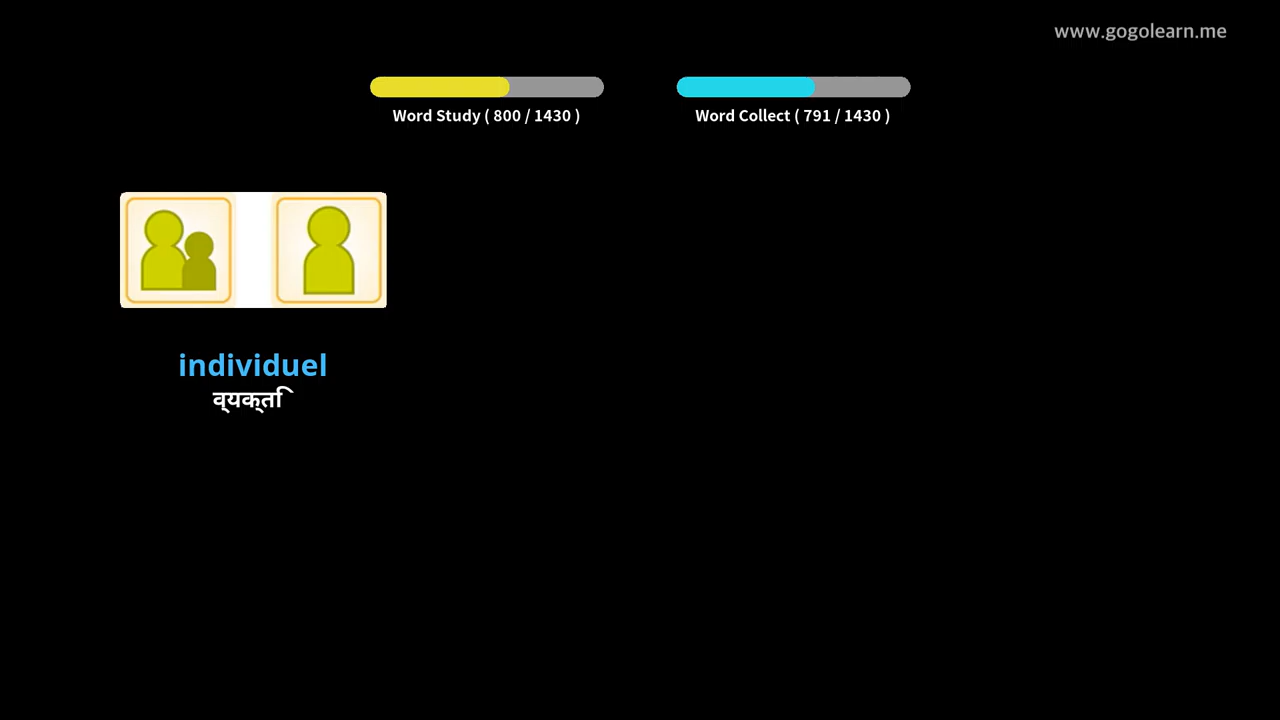 www.gogolearn.me
Word Study ( 800 / 1430 )
Word Collect ( 791 / 1430 )
individuel
व्यक्ति